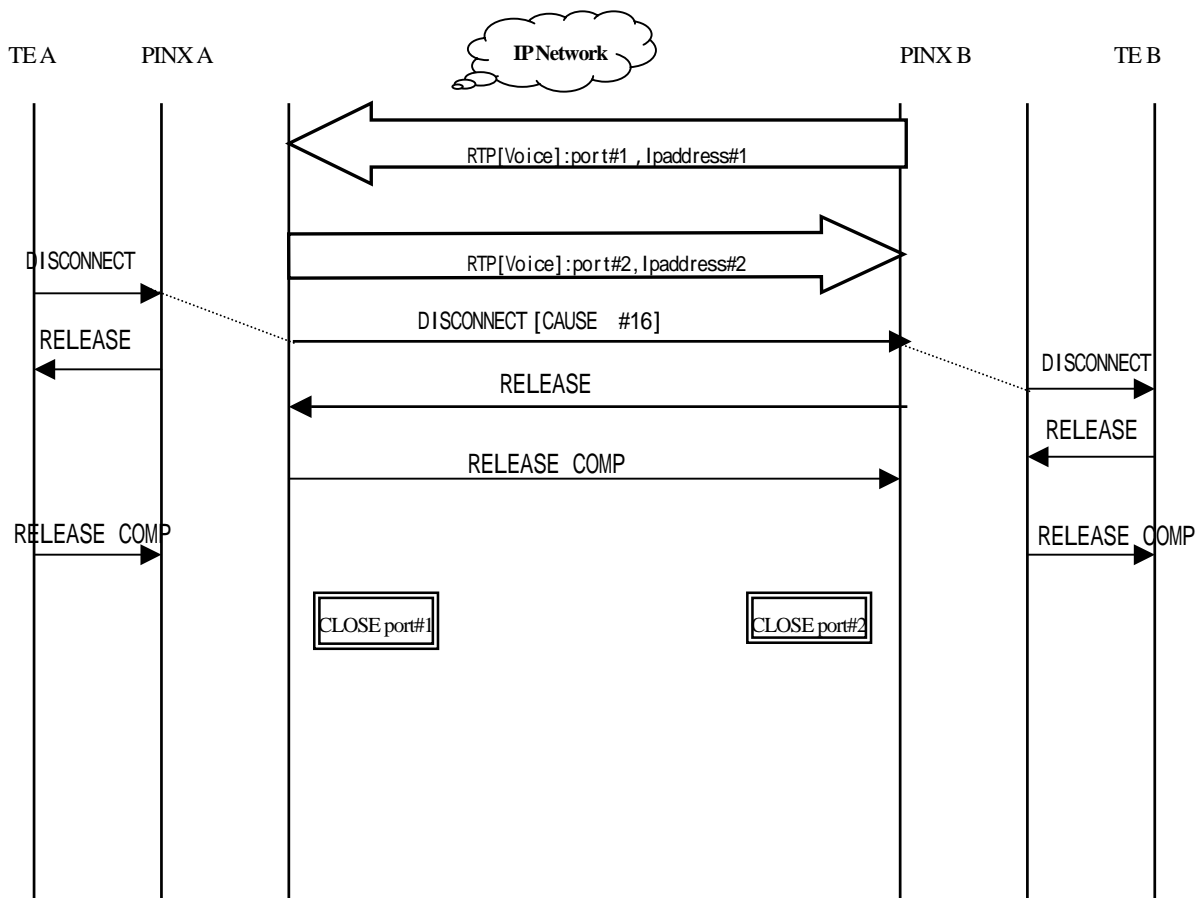 TE A
PINX A
IP Network
PINX B
TE B
RTP[Voice]:port#1 ,Ipaddress#1
RTP[Voice]:port#2,Ipaddress#2
DISCONNECT
DISCONNECT [CAUSE #16]
RELEASE
DISCONNECT
RELEASE
RELEASE
RELEASE COMP
RELEASE COMP
RELEASE COMP
CLOSE port#1
CLOSE port#2